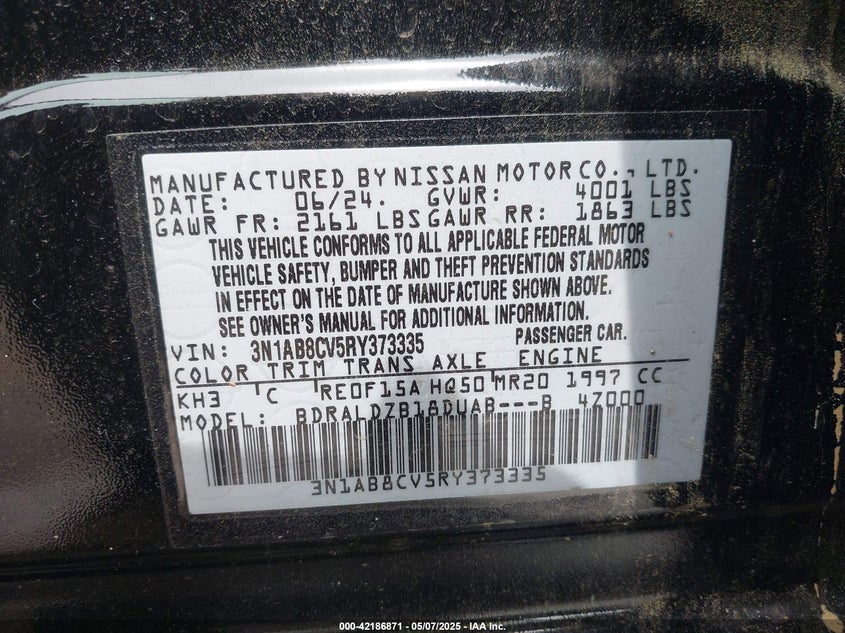 MANUFACTURED BY NISSAN MOTOR CO., LTD.
DATE: 06/24. GVWR: 4001 LBS
GAWR FR: 2161 LBS GAWR RR: 1863 LBS
THIS VEHICLE CONFORMS TO ALL APPLICABLE FEDERAL MOTOR
VEHICLE SAFETY, BUMPER AND THEFT PREVENTION STANDARDS
IN EFFECT ON THE DATE OF MANUFACTURE SHOWN ABOVE.
SEE OWNER'S MANUAL FOR ADDITIONAL INFORMATION.
VIN: 3N1AB8CV5RY373335 PASSENGER CAR.
COLOR TRIM TRANS AXLE ENGINE
KH3 C RE0F15A HQ50 MR20 1997 CC
MODEL: BDRALDZB18DUAB---B 4Z000
3N1AB8CV5RY373335
000-42186871 | 05/07/2025 - IAA Inc.